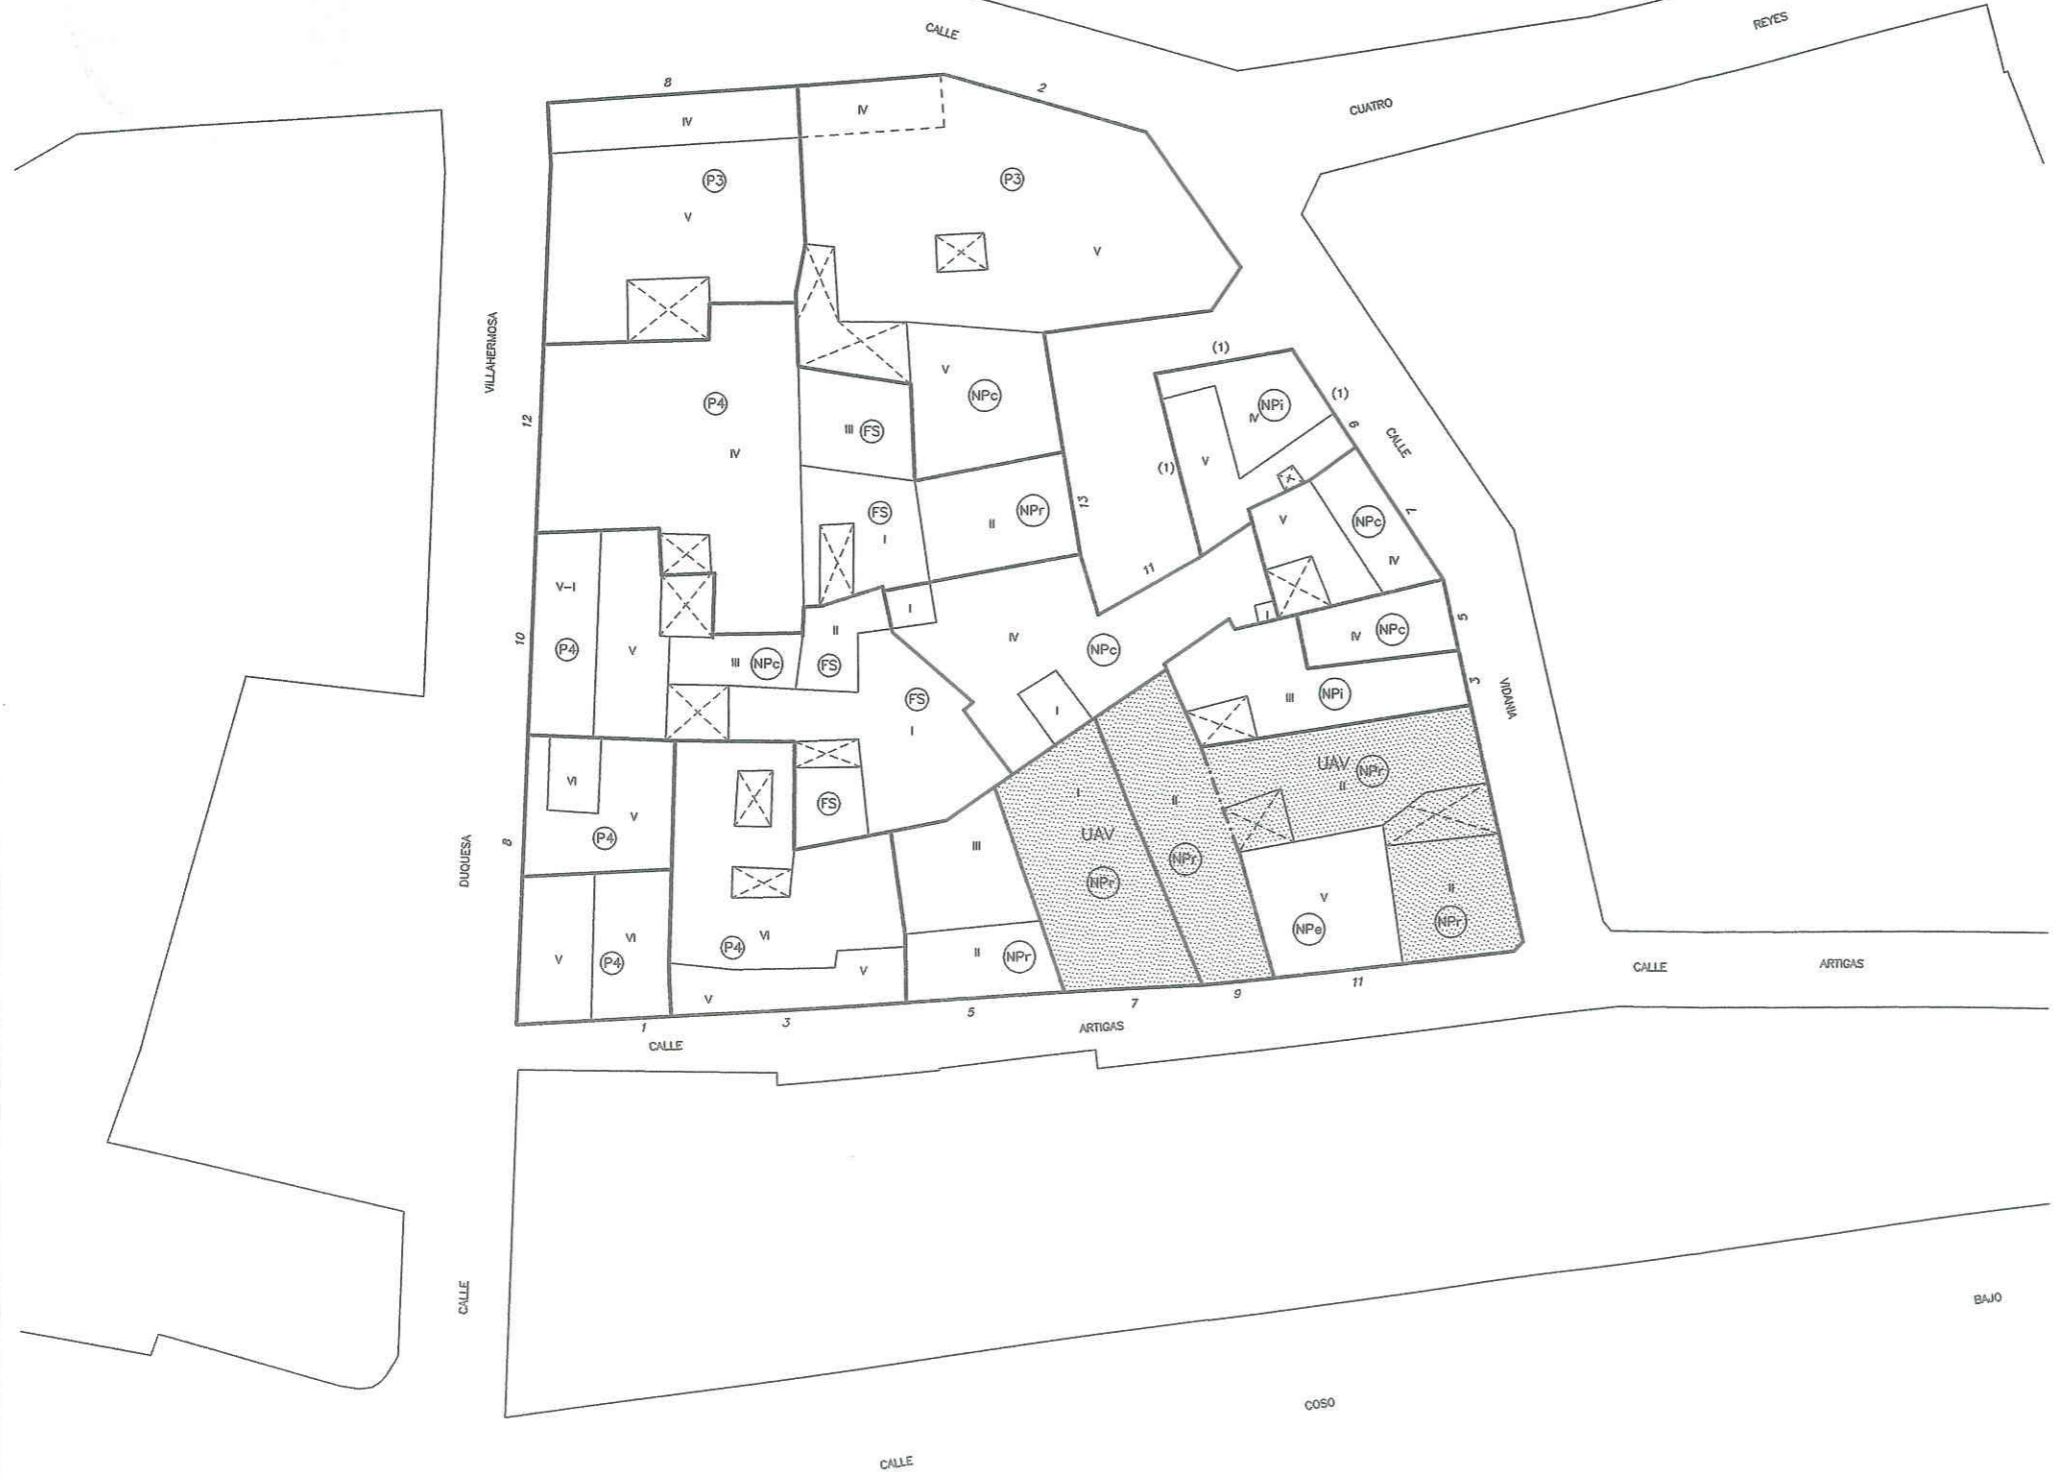 CALLE
REYES
CUATRO
8
2
IV
IV
P3
P3
V
V
VILLAHERMOSA
12
P4
IV
V
NPc
III FS
FS
I
II NPr
13
(1)
(1)
(1)
NPi
IV
V
6
CALLE
V
NPc
IV
7
11
V-I
P4
V
10
III NPc
II
FS
I
IV
NPc
I
I
IV NPc
5
III NPi
3
VIDANIA
FS
I
VI
V
P4
8
DUQUESA
FS
III
I
UAV
NPr
II
NPr
UAV NPr
II
V
NPe
II
NPr
V
VI
P4
P4
VI
V
V
II NPr
1
3
5
7
9
11
CALLE
ARTIGAS
CALLE
ARTIGAS
CALLE
BAJO
COSO
CALLE